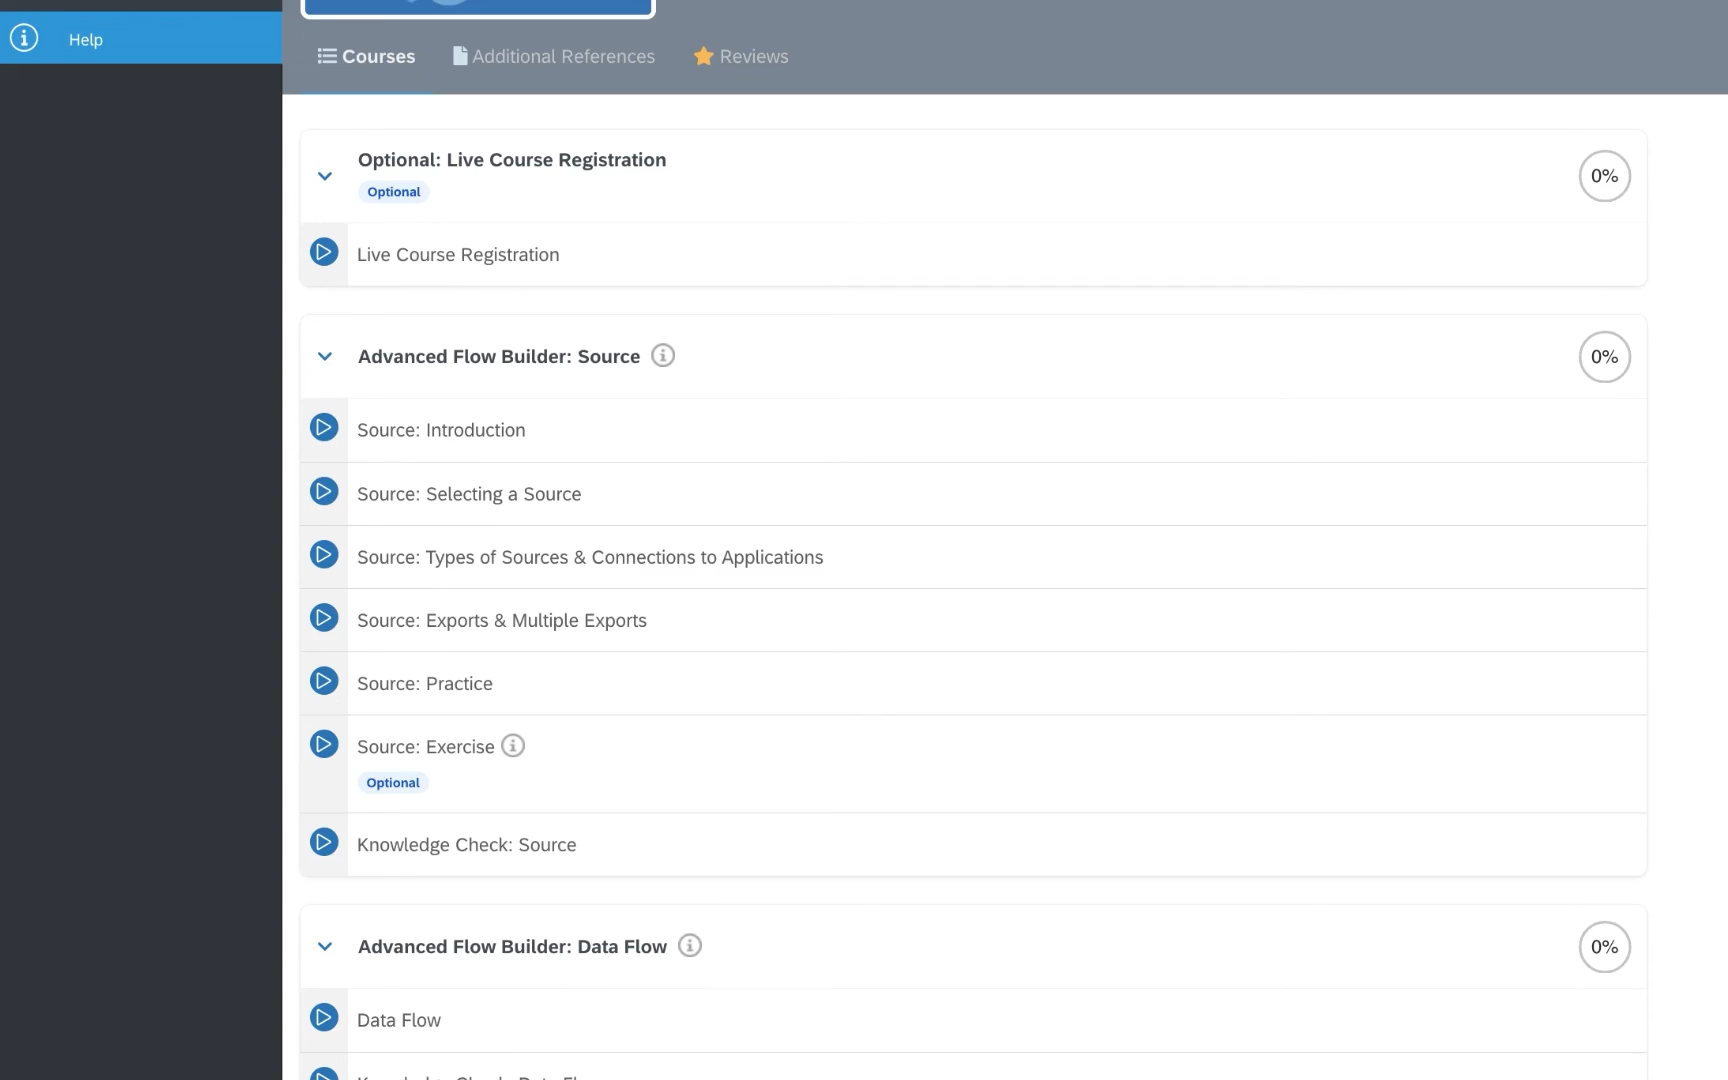 Help
Courses
Additional References
Reviews
Optional: Live Course Registration
0%
Optional
Live Course Registration
Advanced Flow Builder: Source
0%
Source: Introduction
Source: Selecting a Source
Source: Types of Sources & Connections to Applications
Source: Exports & Multiple Exports
Source: Practice
Source: Exercise
Optional
Knowledge Check: Source
Advanced Flow Builder: Data Flow
0%
Data Flow